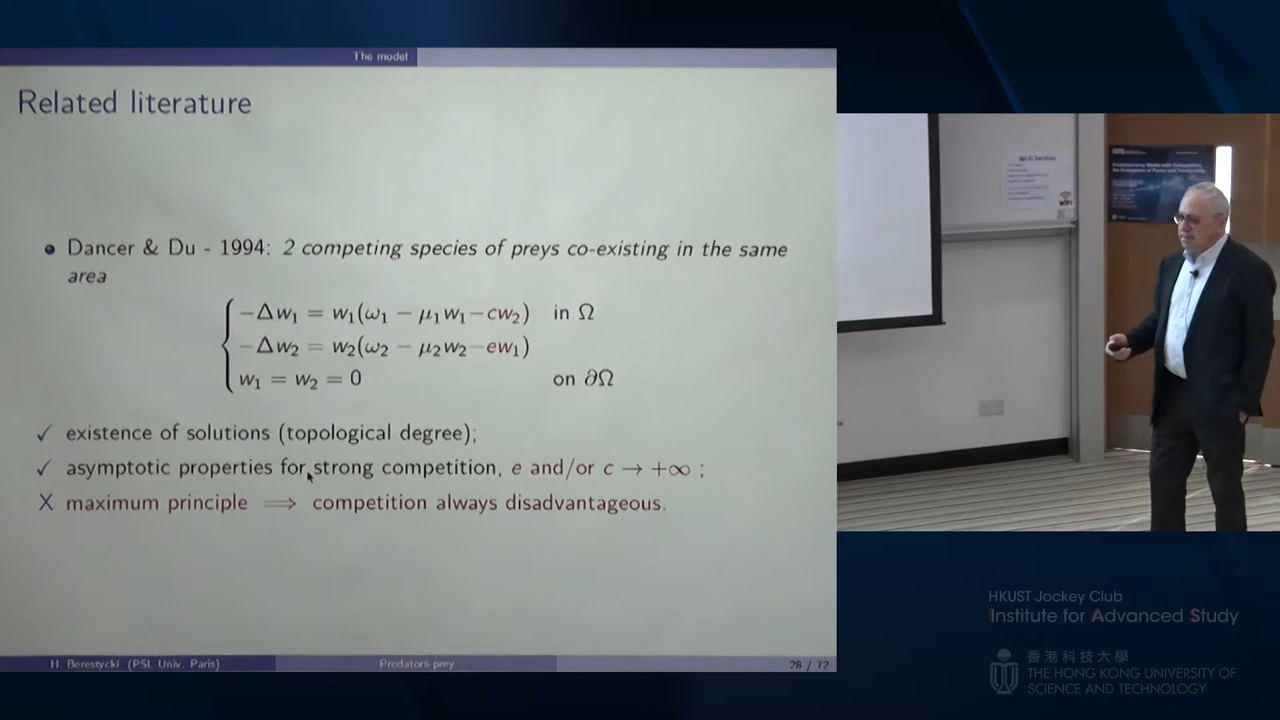 The model
Related literature
• Dancer & Du - 1994: 2 competing species of preys co-existing in the same
area
−Δw₁ = w₁(ω₁ − μ₁w₁−cw₂) in Ω
−Δw₂ = w₂(ω₂ − μ₂w₂−ew₁)
w₁ = w₂ = 0 on ∂Ω
✓ existence of solutions (topological degree);
✓ asymptotic properties for strong competition, e and/or c → +∞ ;
X maximum principle ⟹ competition always disadvantageous.
H. Berestycki (PSL Univ. Paris) Predators-prey 28 / 72
Wi-Fi Services
WiFi
HKUST Jockey Club
Institute for Advanced Study
香港科技大學
THE HONG KONG UNIVERSITY OF
SCIENCE AND TECHNOLOGY